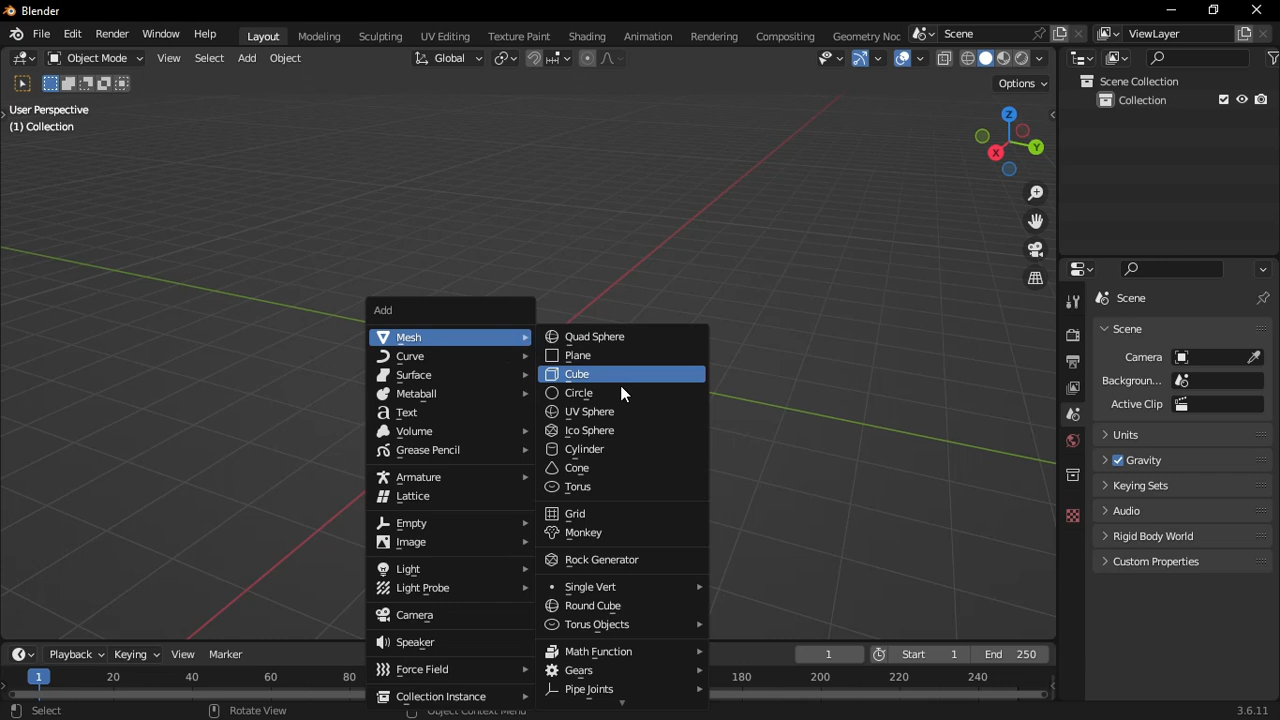 Blender
File Edit Render Window Help Layout Modeling Sculpting UV Editing Texture Paint Shading Animation Rendering Compositing Geometry Noc Scene ViewLayer
Object Mode View Select Add Object Global
Options
User Perspective
(1) Collection
Z
Y
X
Scene Collection
Collection
Scene
Scene
Camera
Backgroun...
Active Clip
Units
Gravity
Keying Sets
Audio
Rigid Body World
Custom Properties
Add
Mesh
Curve
Surface
Metaball
Text
Volume
Grease Pencil
Armature
Lattice
Empty
Image
Light
Light Probe
Camera
Speaker
Force Field
Collection Instance
Quad Sphere
Plane
Cube
Circle
UV Sphere
Ico Sphere
Cylinder
Cone
Torus
Grid
Monkey
Rock Generator
Single Vert
Round Cube
Torus Objects
Math Function
Gears
Pipe Joints
Playback Keying View Marker 1 Start 1 End 250
1 20 40 60 80 180 200 220 240
Select Rotate View Object Context Menu 3.6.11